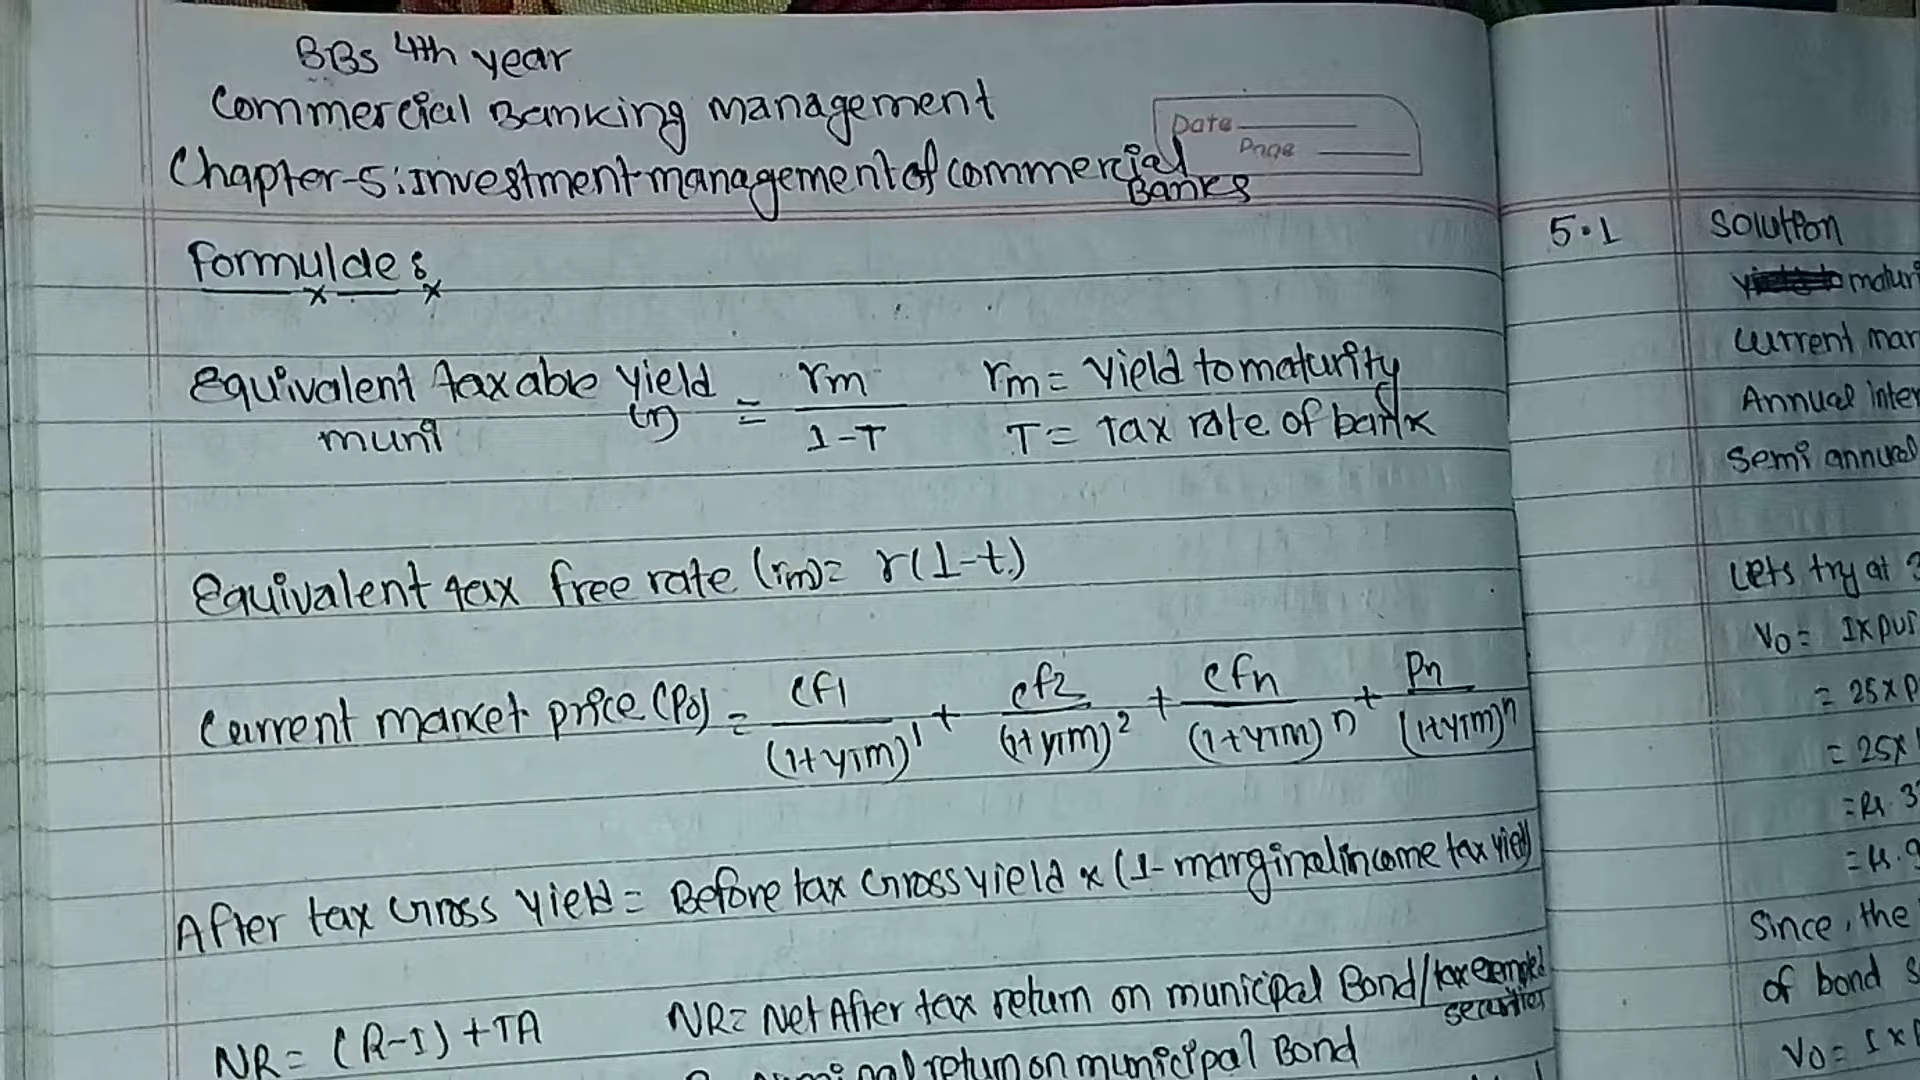 BBS 4th year
Commercial Banking management
Date
Page
Chapter-5: Investment management of commercial
Banks
Formulae:
Equivalent taxable yield (r) = rm / 1-T
muni
rm = Yield to maturity
T = Tax rate of bank
Equivalent tax free rate (rm) = r(1-t)
Current market price (P0) = CF1 / (1+YTM)^1 + CF2 / (1+YTM)^2 + CFn / (1+YTM)^n + Pn / (1+YTM)^n
After tax Gross yield = Before tax Gross yield x (1- marginal income tax yield
NR = (R-I) + TA
NR = Net After tax return on municipal Bond/tax exempted
securities
nominal return on municipal Bond
5.1 Solution
Current
Annual
Semi annual
Lets try at
V0 = I x
= 25 x
= 25 x
= Rs.
Since, the
of bond
V0 = I x